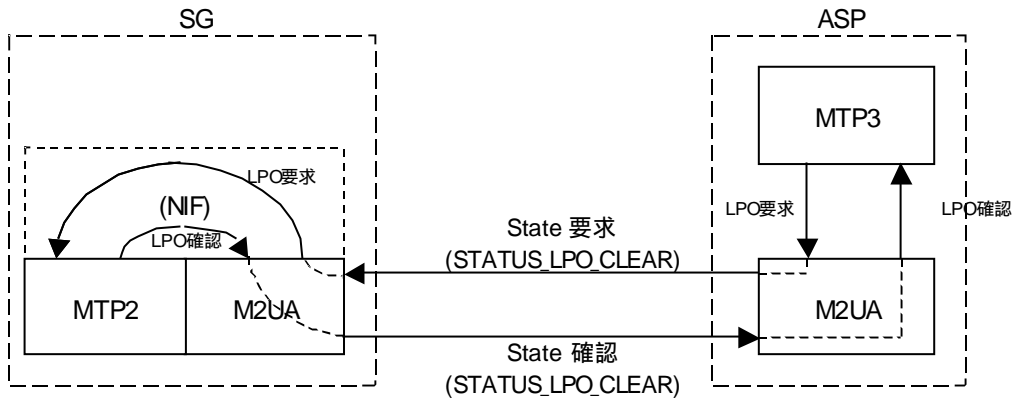 SG
ASP
MTP3
LPO要求
(NIF)
LPO確認
LPO要求
LPO確認
State 要求
(STATUS_LPO_CLEAR)
MTP2
M2UA
M2UA
State 確認
(STATUS_LPO_CLEAR)